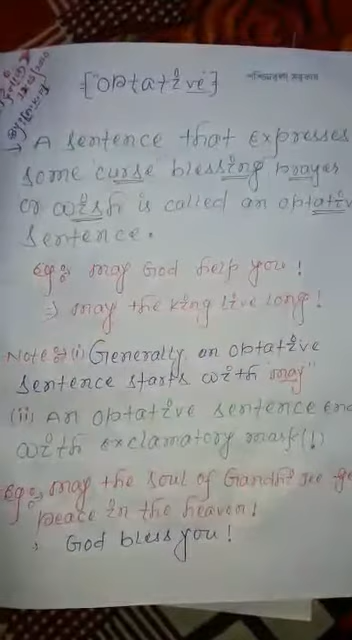 ["Optative"]
A sentence that expresses
some curse blessing prayer
or wish is called an optativ
sentence.
eg: may God help you!
⇒ may the king live long!
Note :- (i) Generally an optative
sentence starts with "may"
(ii) An optative sentence end
with exclamatory mark (!)
eg:- may the soul of Gandhi
peace in the heaven!
: God bless you!